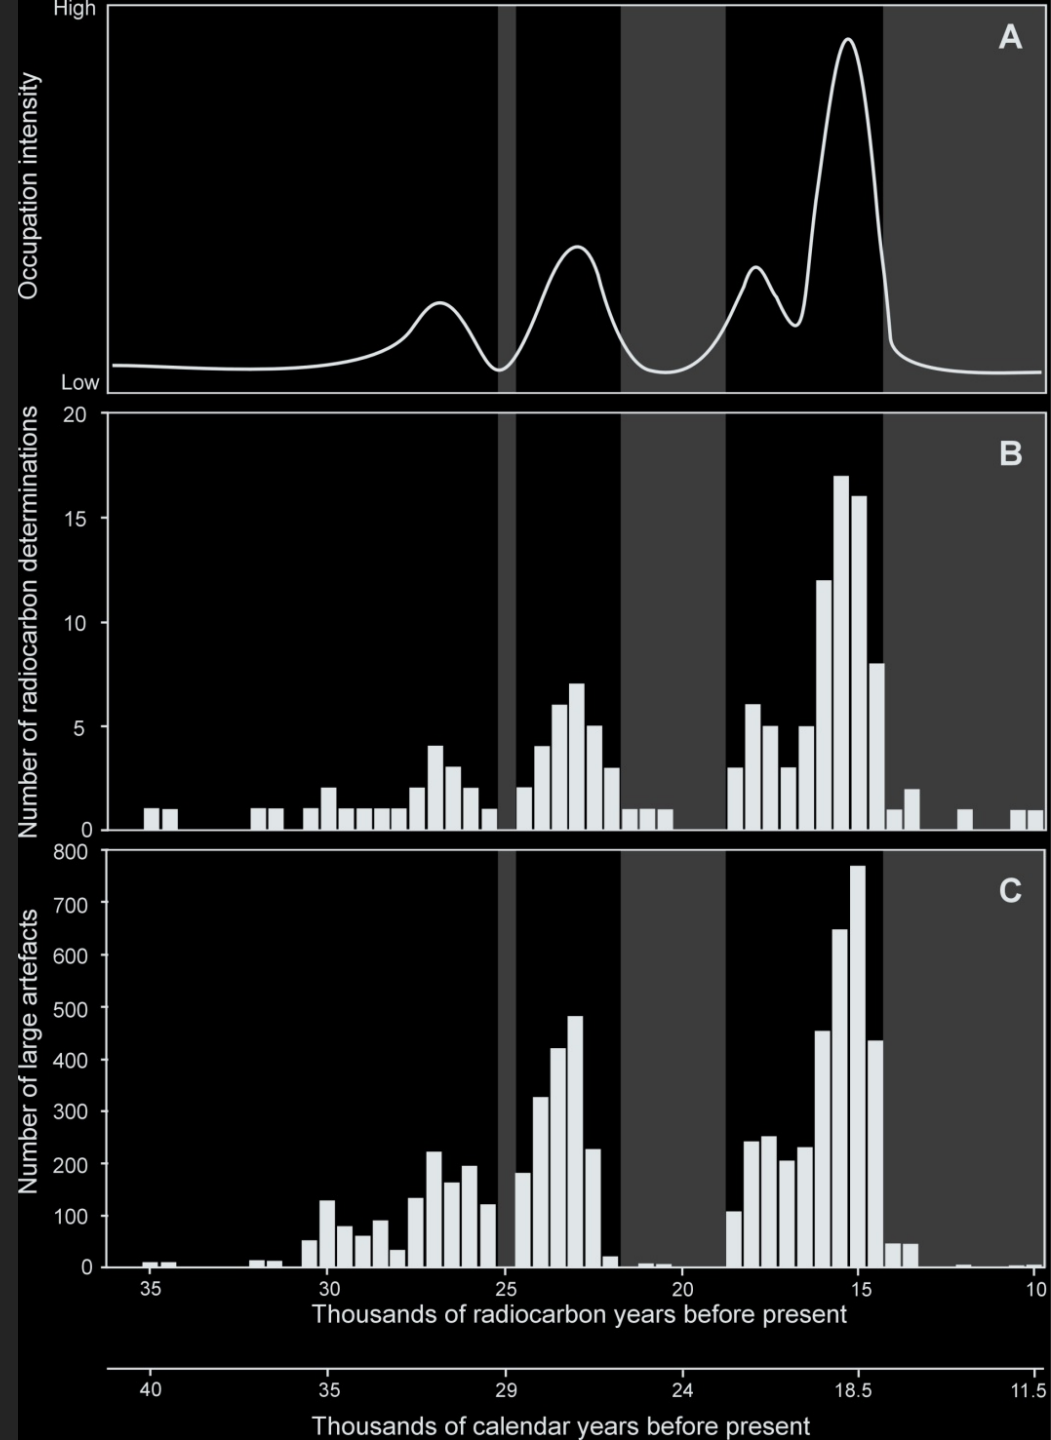 High
A
Occupation intensity
Low
20
B
Number of radiocarbon determinations
15
10
5
0
800
C
Number of large artefacts
700
600
500
400
300
200
100
0
35 30 25 20 15 10
Thousands of radiocarbon years before present
40 35 29 24 18.5 11.5
Thousands of calendar years before present